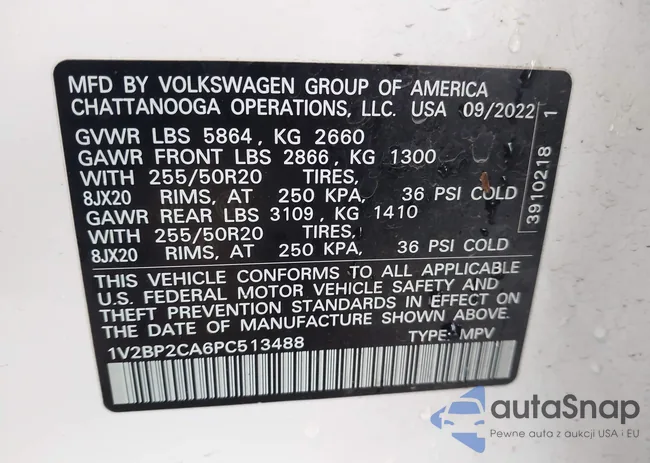 MFD BY VOLKSWAGEN GROUP OF AMERICA
CHATTANOOGA OPERATIONS, LLC. USA 09/2022
GVWR LBS 5864, KG 2660
GAWR FRONT LBS 2866, KG 1300
WITH 255/50R20 TIRES,
8JX20 RIMS, AT 250 KPA, 36 PSI COLD
GAWR REAR LBS 3109, KG 1410
WITH 255/50R20 TIRES,
8JX20 RIMS, AT 250 KPA, 36 PSI COLD
THIS VEHICLE CONFORMS TO ALL APPLICABLE
U.S. FEDERAL MOTOR VEHICLE SAFETY AND
THEFT PREVENTION STANDARDS IN EFFECT ON
THE DATE OF MANUFACTURE SHOWN ABOVE.
1V2BP2CA6PC513488 TYPE: MPV
3910218 1
autaSnap
Pewne auta z aukcji USA i EU